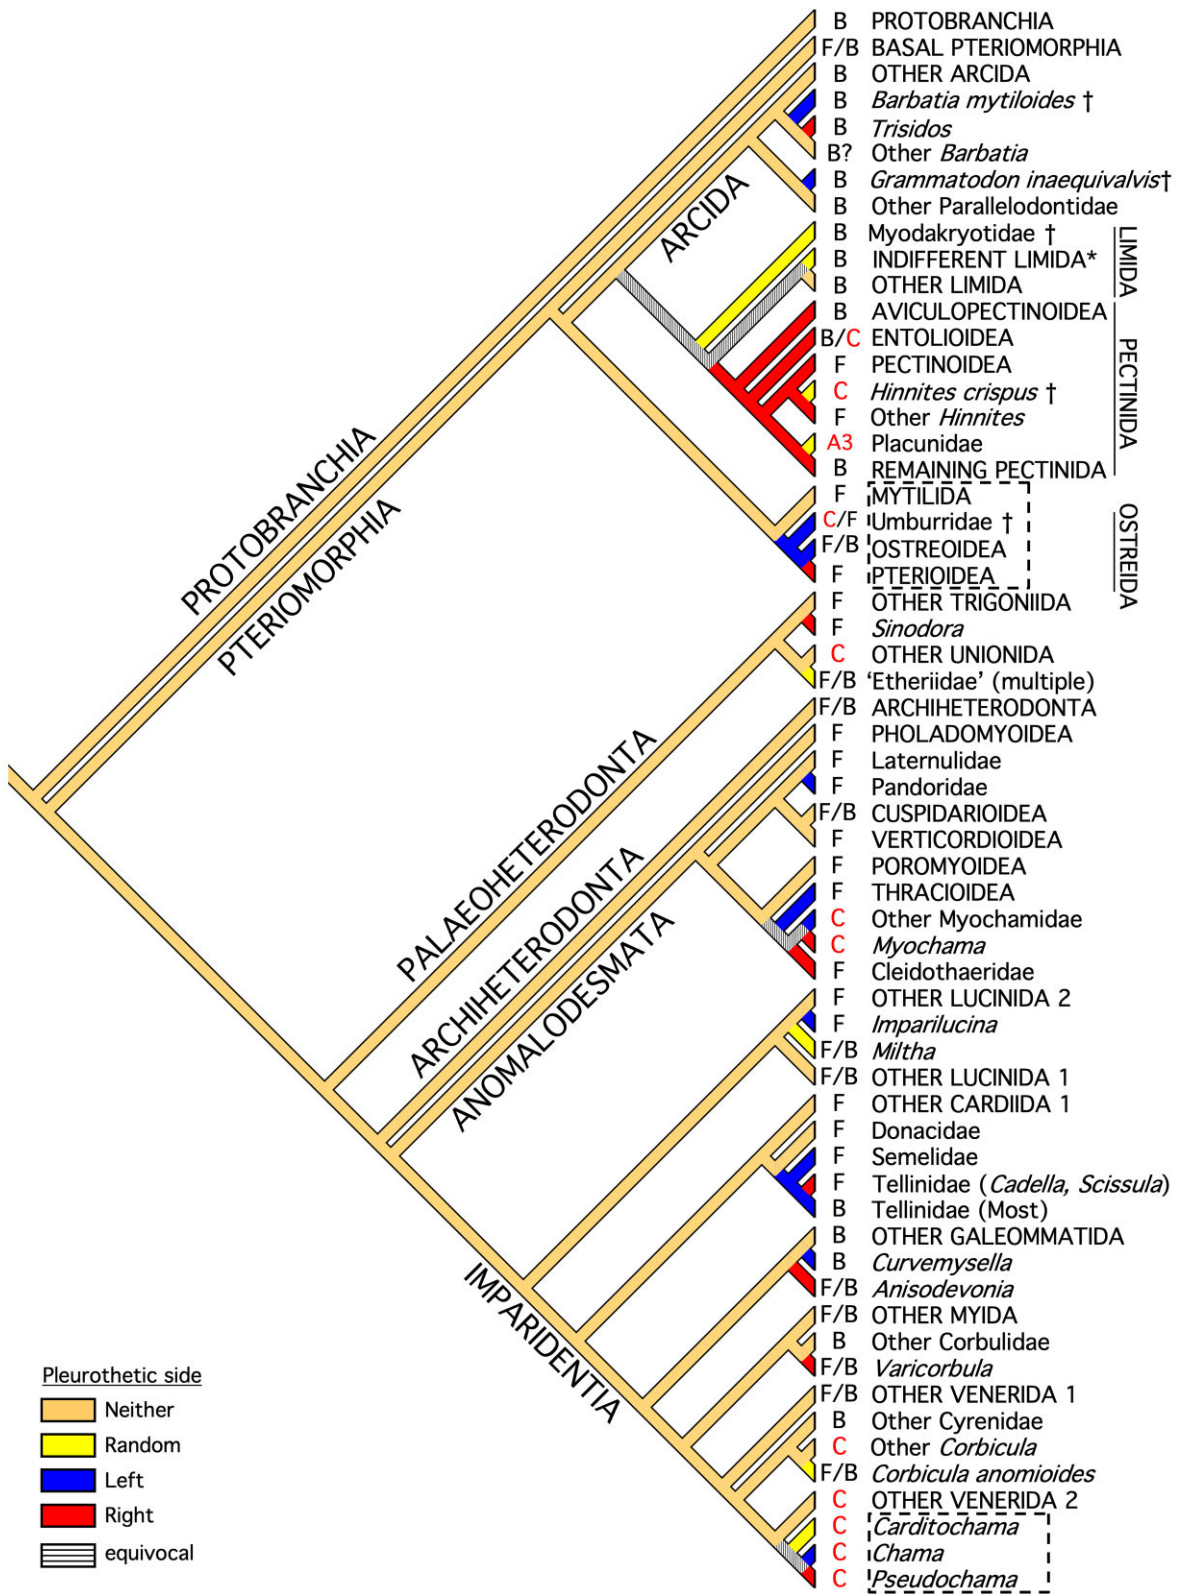 B PROTOBRANCHIA
F/B BASAL PTERIOMORPHIA
B OTHER ARCIDA
B Barbatia mytiloides †
B Trisidos
B? Other Barbatia
B Grammatodon inaequivalvis†
B Other Parallelodontidae
B Myodakryotidae †
B INDIFFERENT LIMIDA*
B OTHER LIMIDA
B AVICULOPECTINOIDEA
B/C ENTOLIOIDEA
F PECTINOIDEA
C Hinnites crispus †
F Other Hinnites
A3 Placunidae
B REMAINING PECTINIDA
F MYTILIDA
C/F Umburridae †
F/B OSTREOIDEA
F PTERIOIDEA
F OTHER TRIGONIIDA
F Sinodora
C OTHER UNIONIDA
F/B ‘Etheriidae’ (multiple)
F/B ARCHIHETERODONTA
F PHOLADOMYOIDEA
F Laternulidae
F Pandoridae
F/B CUSPIDARIOIDEA
F VERTICORDIOIDEA
F POROMYOIDEA
F THRACIOIDEA
C Other Myochamidae
C Myochama
F Cleidothaeridae
F OTHER LUCINIDA 2
F Imparilucina
F/B Miltha
F/B OTHER LUCINIDA 1
F OTHER CARDIIDA 1
F Donacidae
F Semelidae
F Tellinidae (Cadella, Scissula)
B Tellinidae (Most)
B OTHER GALEOMMATIDA
B Curvemysella
F/B Anisodevonia
F/B OTHER MYIDA
B Other Corbulidae
F/B Varicorbula
F/B OTHER VENERIDA 1
B Other Cyrenidae
C Other Corbicula
F/B Corbicula anomioides
C OTHER VENERIDA 2
C Carditochama
C Chama
C Pseudochama
LIMIDA
PECTINIDA
OSTREIDA
ARCIDA
PROTOBRANCHIA
PTERIOMORPHIA
PALAEOHETERODONTA
ARCHIHETERODONTA
ANOMALODESMATA
IMPARIDENTIA
Pleurothetic side
Neither
Random
Left
Right
equivocal